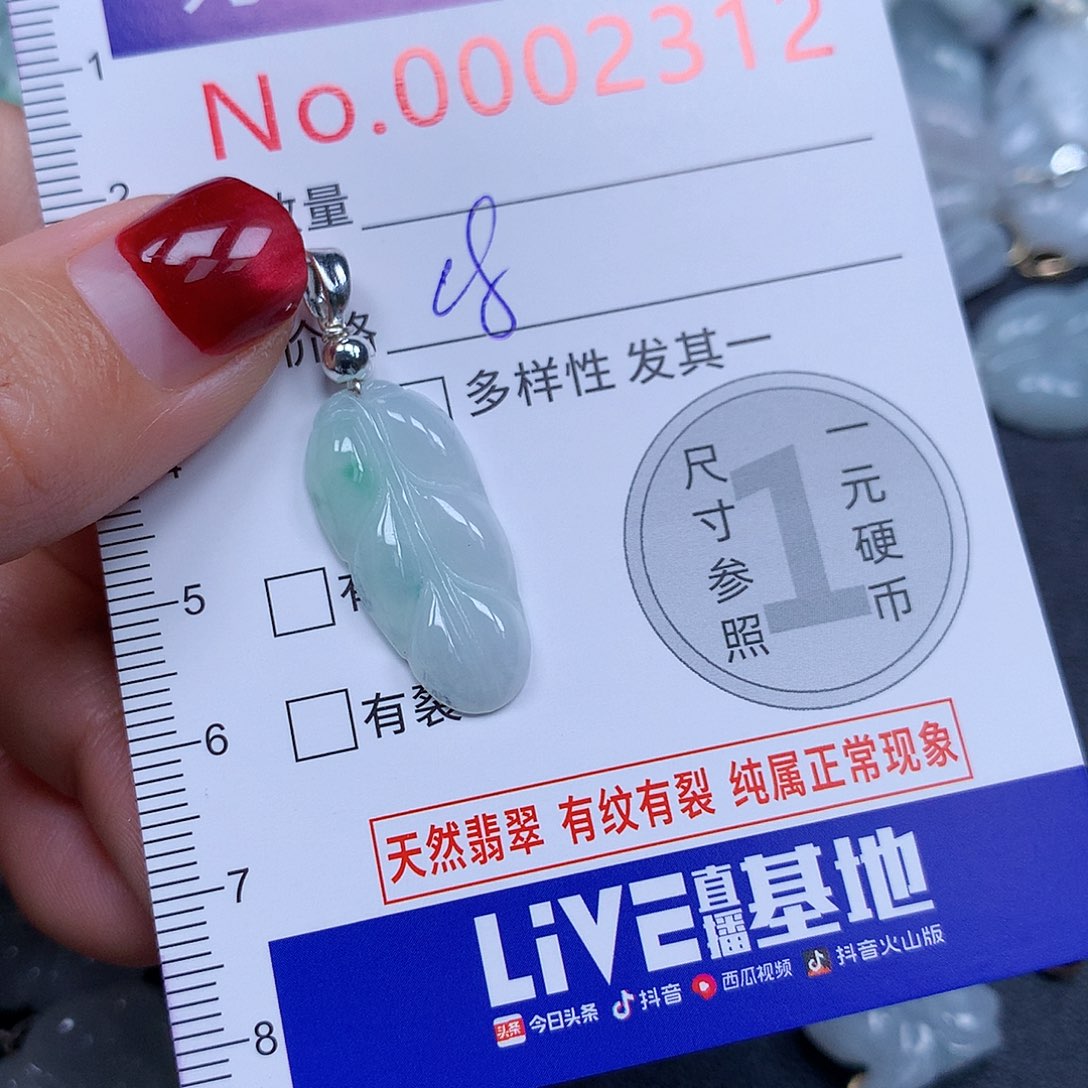 No.0002312
量
价格
多样性 发其一
尺寸参照
一元硬币
有
有裂
天然翡翠 有纹有裂 纯属正常现象
LiVE直播基地
头条 今日头条 抖音 西瓜视频 抖音火山版
1
2
5
6
7
8